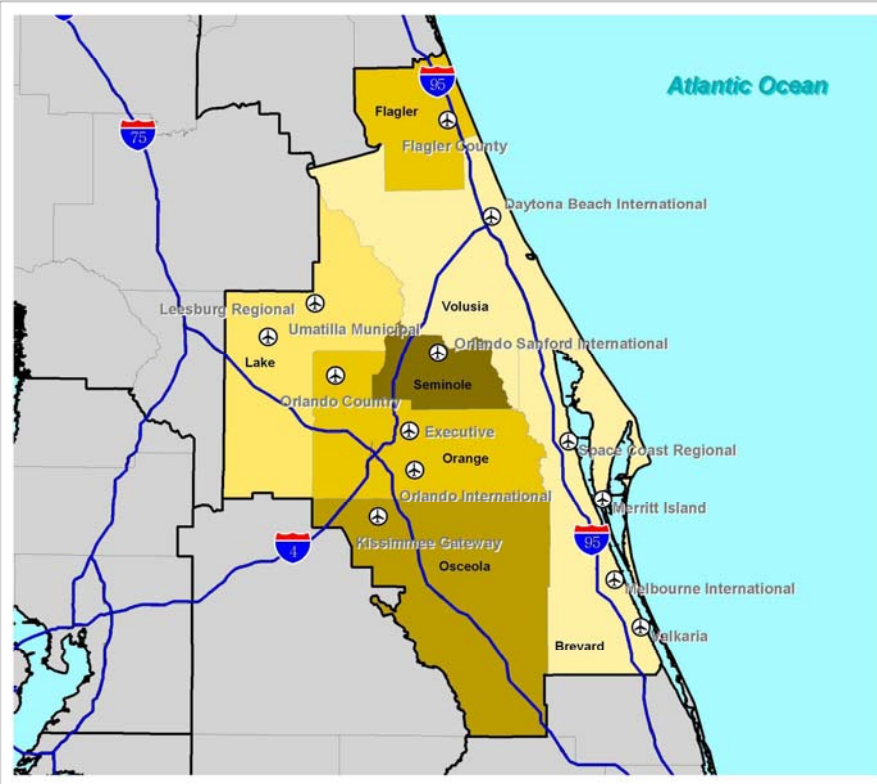 Atlantic Ocean
95
Flagler
75
Flagler County
Daytona Beach International
Leesburg Regional
Volusia
Umatilla Municipal
Orlando Sanford International
Lake
Seminole
Orlando Country
Executive
Space Coast Regional
Orange
Orlando International
Merritt Island
Kissimmee Gateway
4
95
Osceola
Melbourne International
Valkaria
Brevard